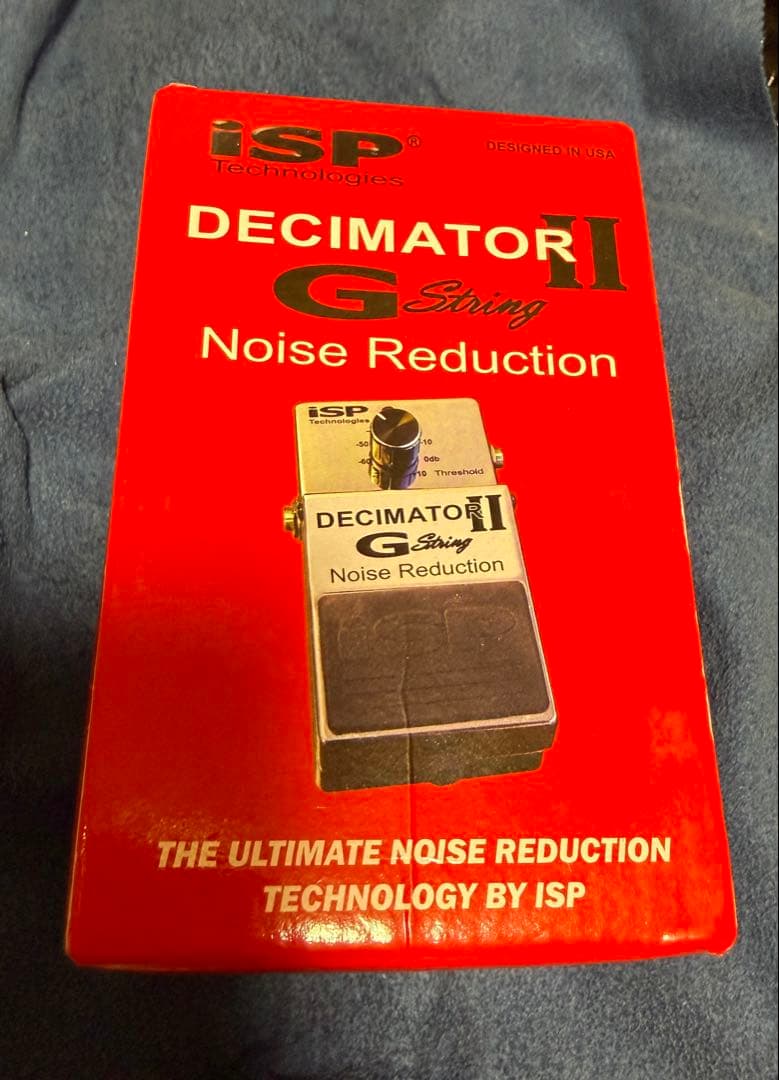 iSP®
Technologies
DESIGNED IN USA
DECIMATOR II
G String
Noise Reduction
iSP
Technologies
-50
-10
-60
0db
10
Threshold
DECIMATOR II
G String
Noise Reduction
iSP
THE ULTIMATE NOISE REDUCTION
TECHNOLOGY BY ISP